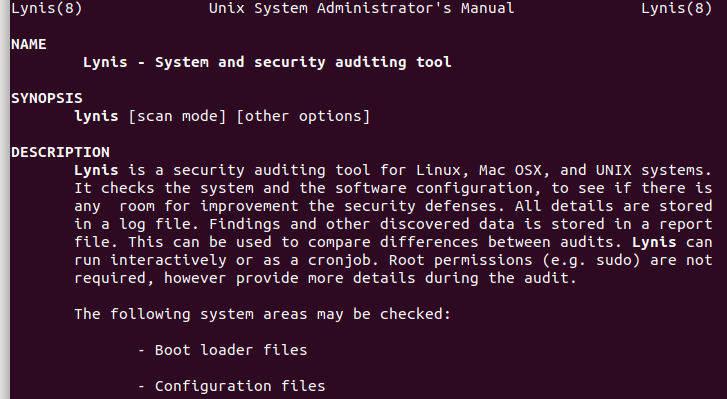 Lynis(8) Unix System Administrator's Manual Lynis(8)
NAME
Lynis - System and security auditing tool
SYNOPSIS
lynis [scan mode] [other options]
DESCRIPTION
Lynis is a security auditing tool for Linux, Mac OSX, and UNIX systems.
It checks the system and the software configuration, to see if there is
any  room for improvement the security defenses. All details are stored
in a log file. Findings and other discovered data is stored in a report
file. This can be used to compare differences between audits. Lynis can
run interactively or as a cronjob. Root permissions (e.g. sudo) are not
required, however provide more details during the audit.
The following system areas may be checked:
- Boot loader files
- Configuration files